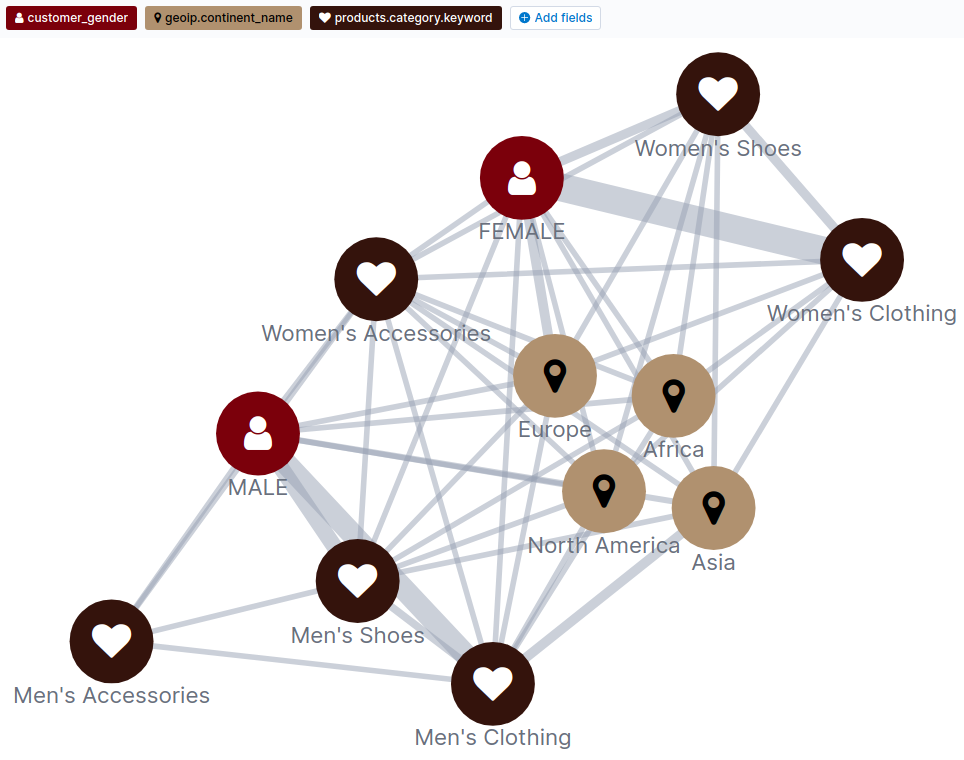 customer_gender
geoip.continent_name
products.category.keyword
Add fields
Women's Shoes
FEMALE
Women's Clothing
Women's Accessories
Europe
Africa
MALE
North America
Asia
Men's Shoes
Men's Accessories
Men's Clothing